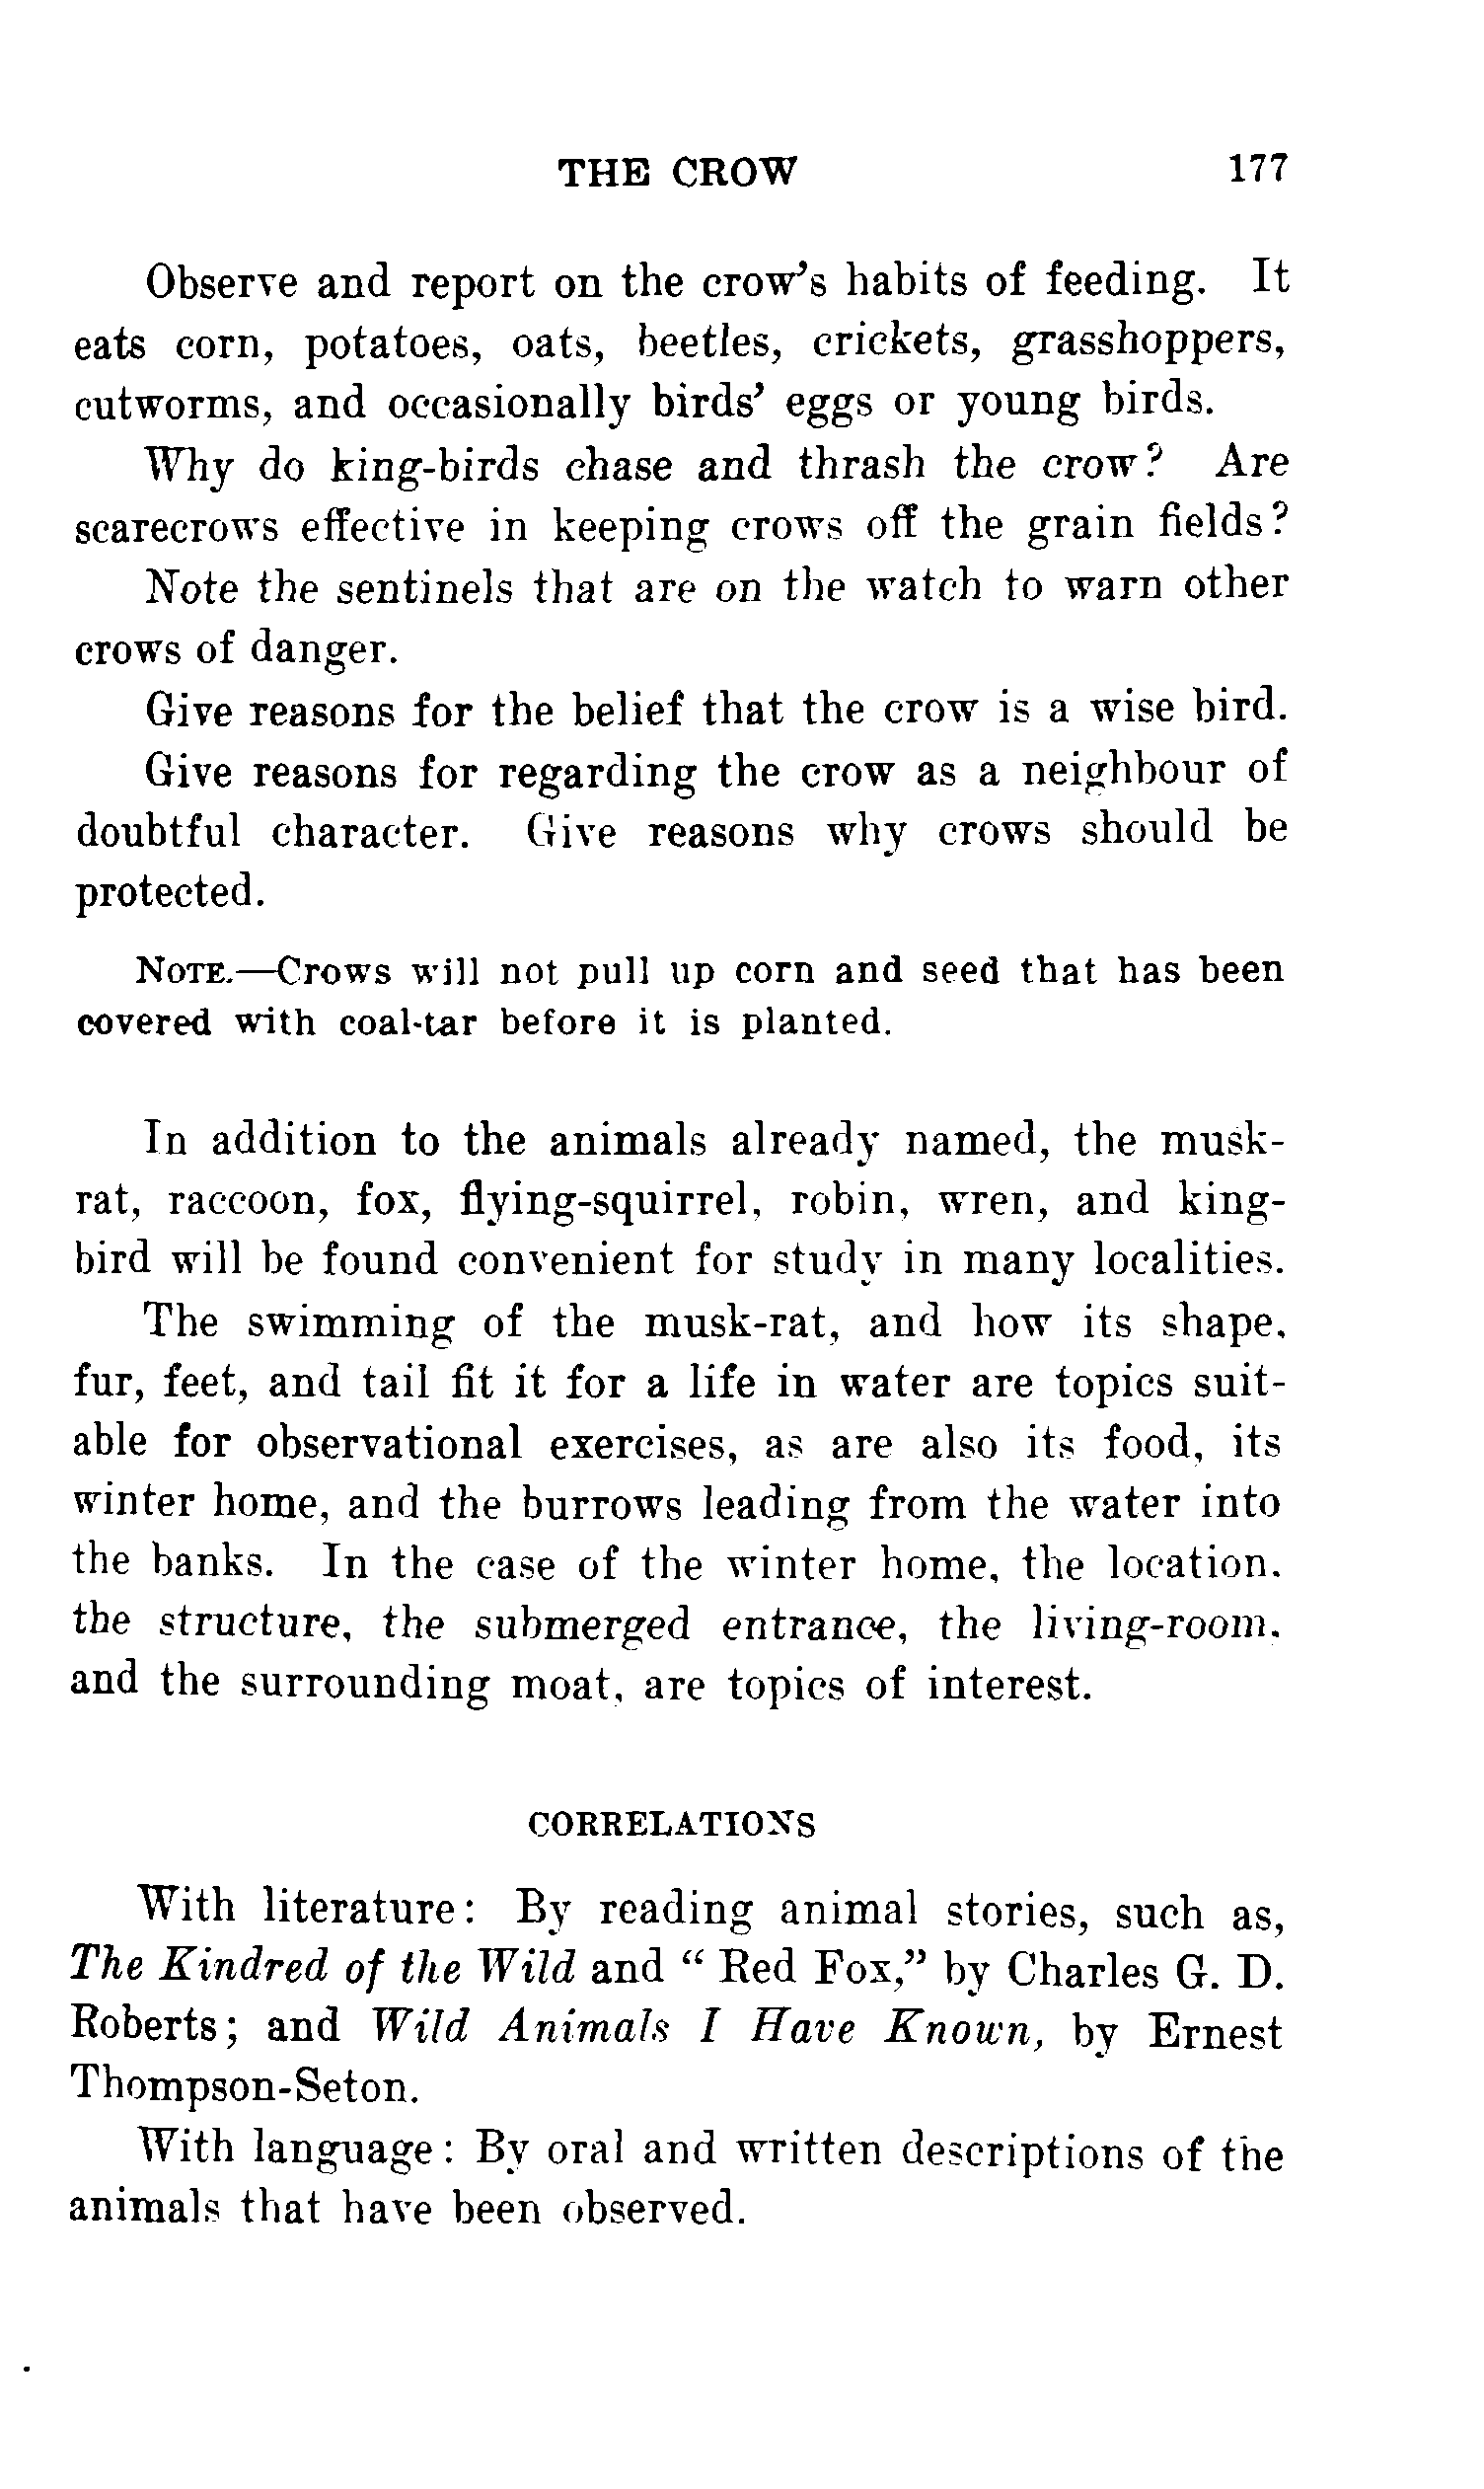 THE CROW 177
Observe and report on the crow's habits of feeding. It
eats corn, potatoes, oats, beetles, crickets, grasshoppers,
cutworms, and occasionally birds' eggs or young birds.
Why do king-birds chase and thrash the crow? Are
scarecrows effective in keeping crows off the grain fields?
Note the sentinels that are on the watch to warn other
crows of danger.
Give reasons for the belief that the crow is a wise bird.
Give reasons for regarding the crow as a neighbour of
doubtful character. Give reasons why crows should be
protected.
NOTE.—Crows will not pull up corn and seed that has been
covered with coal-tar before it is planted.
In addition to the animals already named, the musk-
rat, raccoon, fox, flying-squirrel, robin, wren, and king-
bird will be found convenient for study in many localities.
The swimming of the musk-rat, and how its shape,
fur, feet, and tail fit it for a life in water are topics suit-
able for observational exercises, as are also its food, its
winter home, and the burrows leading from the water into
the banks. In the case of the winter home, the location,
the structure, the submerged entrance, the living-room,
and the surrounding moat, are topics of interest.
CORRELATIONS
With literature: By reading animal stories, such as,
The Kindred of the Wild and "Red Fox," by Charles G. D.
Roberts; and Wild Animals I Have Known, by Ernest
Thompson-Seton.
With language: By oral and written descriptions of the
animals that have been observed.